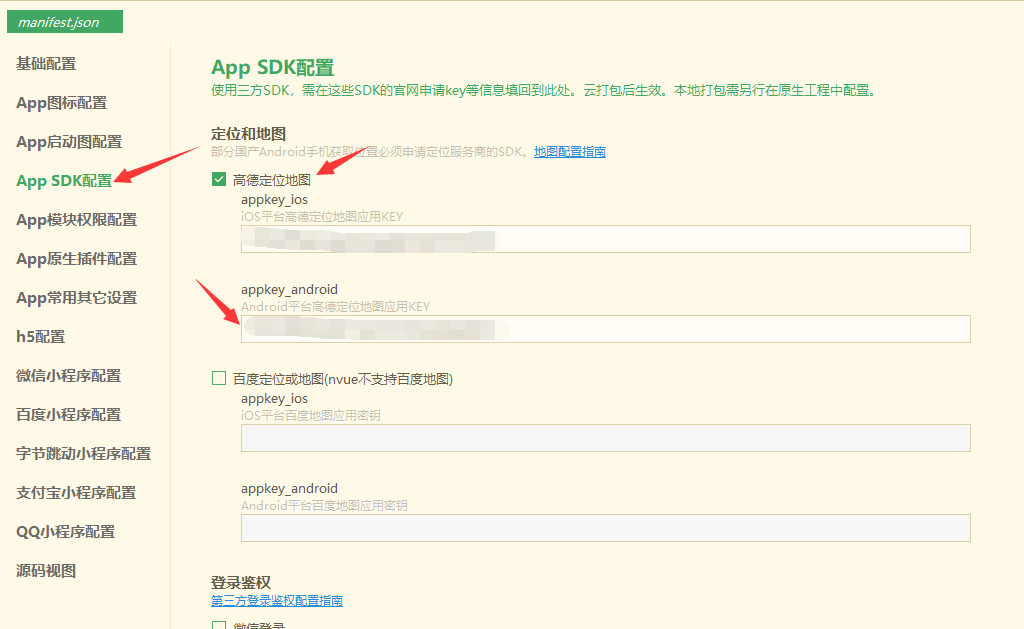 manifest.json
基础配置
App图标配置
App启动图配置
App SDK配置
App模块权限配置
App原生插件配置
App常用其它设置
h5配置
微信小程序配置
百度小程序配置
字节跳动小程序配置
支付宝小程序配置
QQ小程序配置
源码视图
App SDK配置
使用三方SDK，需在这些SDK的官网申请key等信息填回到此处。云打包后生效。本地打包需另行在原生工程中配置。
定位和地图
部分国产Android手机获取位置必须申请定位服务商的SDK。地图配置指南
高德定位地图
appkey_ios
iOS平台高德定位地图应用KEY
appkey_android
Android平台高德定位地图应用KEY
百度定位或地图(nvue不支持百度地图)
appkey_ios
iOS平台百度地图应用密钥
appkey_android
Android平台百度地图应用密钥
登录鉴权
第三方登录鉴权配置指南
微信登录